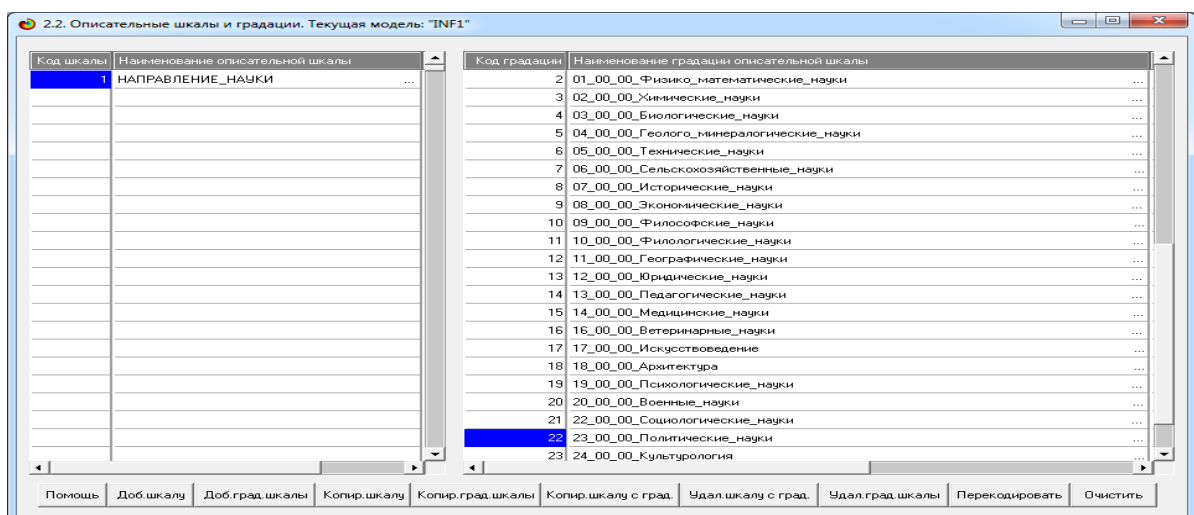 2.2. Описательные шкалы и градации. Текущая модель: "INF1"
Код шкалы Наименование описательной шкалы
1 НАПРАВЛЕНИЕ_НАУКИ ...
Код градации Наименование градации описательной шкалы
2 01_00_00_Физико_математические_науки ...
3 02_00_00_Химические_науки ...
4 03_00_00_Биологические_науки ...
5 04_00_00_Геолого_минералогические_науки ...
6 05_00_00_Технические_науки ...
7 06_00_00_Сельскохозяйственные_науки ...
8 07_00_00_Исторические_науки ...
9 08_00_00_Экономические_науки ...
10 09_00_00_Философские_науки ...
11 10_00_00_Филологические_науки ...
12 11_00_00_Географические_науки ...
13 12_00_00_Юридические_науки ...
14 13_00_00_Педагогические_науки ...
15 14_00_00_Медицинские_науки ...
16 16_00_00_Ветеринарные_науки ...
17 17_00_00_Искусствоведение ...
18 18_00_00_Архитектура ...
19 19_00_00_Психологические_науки ...
20 20_00_00_Военные_науки ...
21 22_00_00_Социологические_науки ...
22 23_00_00_Политические_науки ...
23 24_00_00_Культурология ...
Помощь Доб.шкалу Доб.град.шкалы Копир.шкалу Копир.град.шкалы Копир.шкалу с град. Удал.шкалу с град. Удал.град.шкалы Перекодировать Очистить